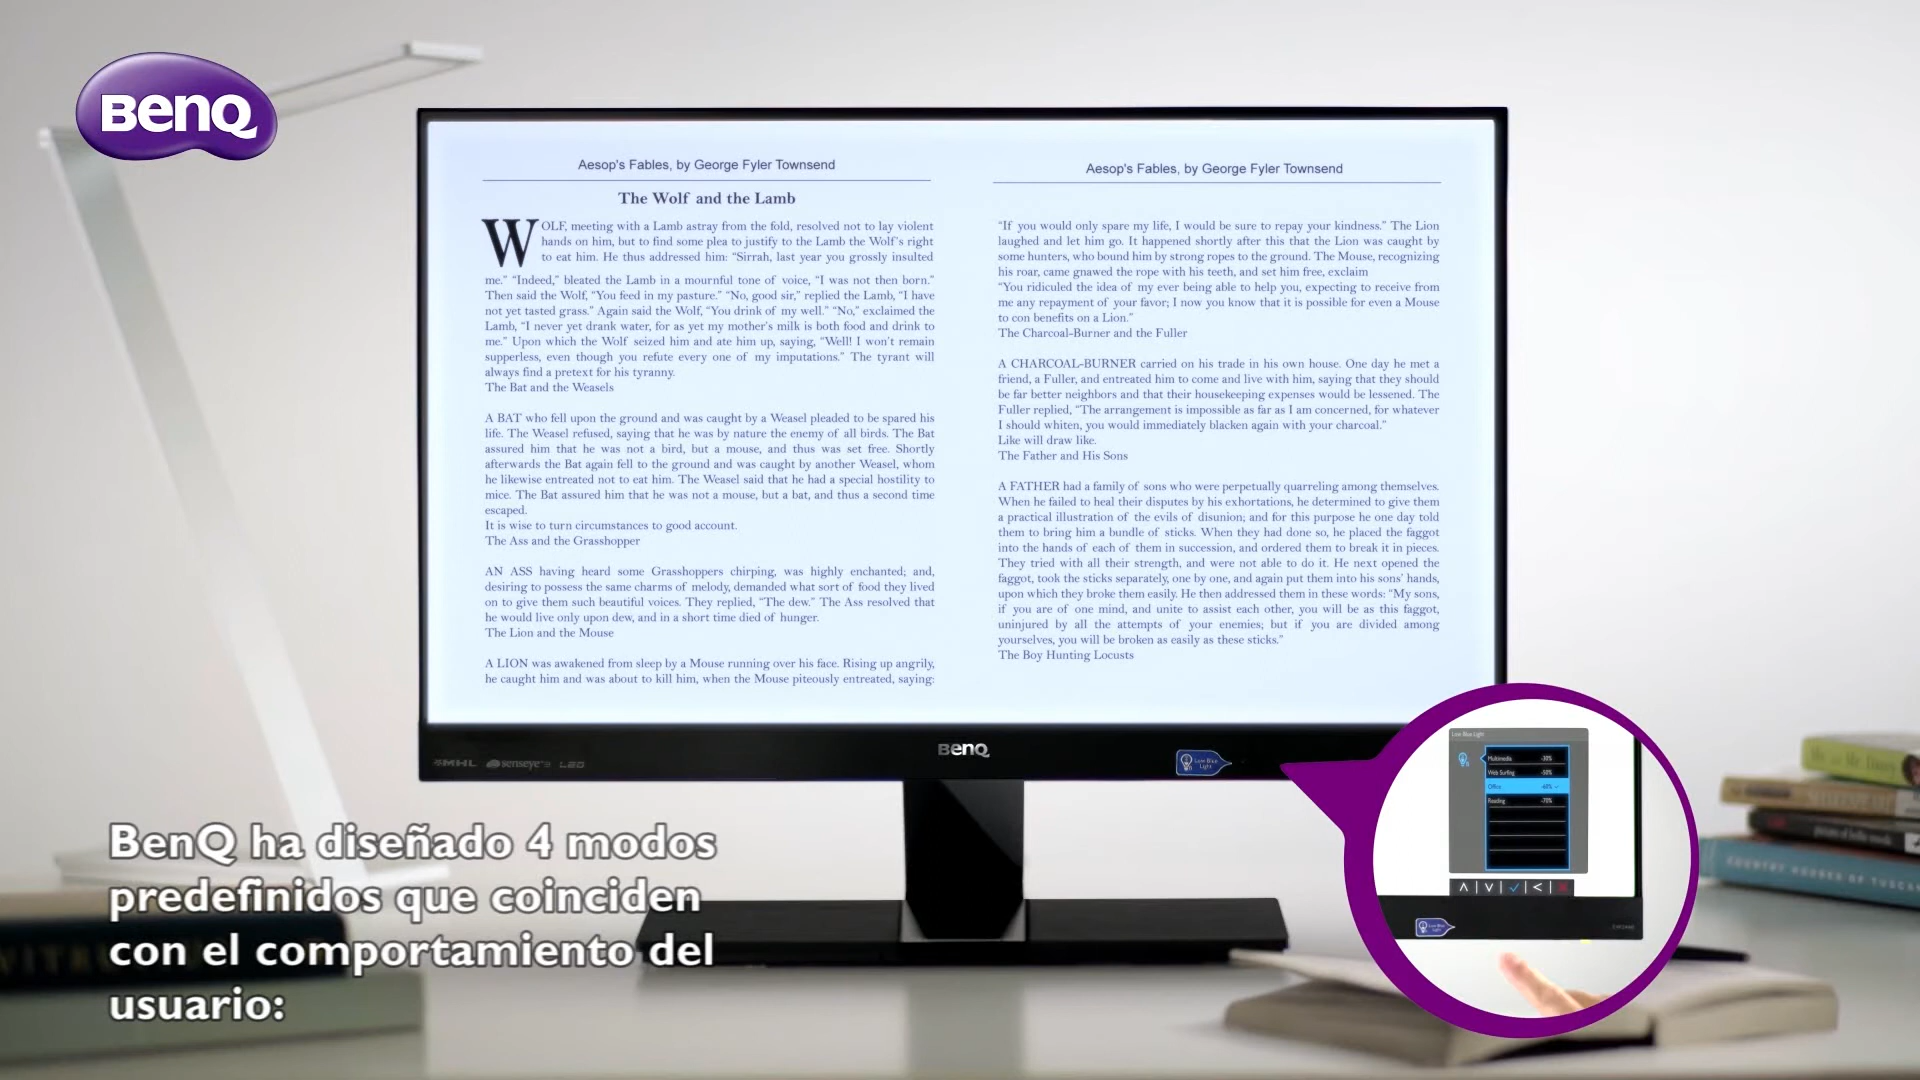 BenQ
Aesop's Fables, by George Fyler Townsend
The Wolf and the Lamb
WOLF, meeting with a Lamb astray from the fold, resolved not to lay violent
hands on him, but to find some plea to justify to the Lamb the Wolf's right
to eat him. He thus addressed him: “Sirrah, last year you grossly insulted
me.” “Indeed,” bleated the Lamb in a mournful tone of voice, “I was not then born.”
Then said the Wolf, “You feed in my pasture.” “No, good sir,” replied the Lamb, “I have
not yet tasted grass.” Again said the Wolf, “You drink of my well.” “No,” exclaimed the
Lamb, “I never yet drank water, for as yet my mother's milk is both food and drink to
me.” Upon which the Wolf seized him and ate him up, saying, “Well! I won't remain
supperless, even though you refute every one of my imputations.” The tyrant will
always find a pretext for his tyranny.
The Bat and the Weasels
A BAT who fell upon the ground and was caught by a Weasel pleaded to be spared his
life. The Weasel refused, saying that he was by nature the enemy of all birds. The Bat
assured him that he was not a bird, but a mouse, and thus was set free. Shortly
afterwards the Bat again fell to the ground and was caught by another Weasel, whom
he likewise entreated not to eat him. The Weasel said that he had a special hostility to
mice. The Bat assured him that he was not a mouse, but a bat, and thus a second time
escaped.
It is wise to turn circumstances to good account.
The Ass and the Grasshopper
AN ASS having heard some Grasshoppers chirping, was highly enchanted; and,
desiring to possess the same charms of melody, demanded what sort of food they lived
on to give them such beautiful voices. They replied, “The dew.” The Ass resolved that
he would live only upon dew, and in a short time died of hunger.
The Lion and the Mouse
A LION was awakened from sleep by a Mouse running over his face. Rising up angrily,
he caught him and was about to kill him, when the Mouse piteously entreated, saying:
Aesop's Fables, by George Fyler Townsend
“If you would only spare my life, I would be sure to repay your kindness.” The Lion
laughed and let him go. It happened shortly after this that the Lion was caught by
some hunters, who bound him by strong ropes to the ground. The Mouse, recognizing
his roar, came gnawed the rope with his teeth, and set him free, exclaim
“You ridiculed the idea of my ever being able to help you, expecting to receive from
me any repayment of your favor; I now you know that it is possible for even a Mouse
to con benefits on a Lion.”
The Charcoal-Burner and the Fuller
A CHARCOAL-BURNER carried on his trade in his own house. One day he met a
friend, a Fuller, and entreated him to come and live with him, saying that they should
be far better neighbors and that their housekeeping expenses would be lessened. The
Fuller replied, “The arrangement is impossible as far as I am concerned, for whatever
I should whiten, you would immediately blacken again with your charcoal.”
Like will draw like.
The Father and His Sons
A FATHER had a family of sons who were perpetually quarreling among themselves.
When he failed to heal their disputes by his exhortations, he determined to give them
a practical illustration of the evils of disunion; and for this purpose he one day told
them to bring him a bundle of sticks. When they had done so, he placed the faggot
into the hands of each of them in succession, and ordered them to break it in pieces.
They tried with all their strength, and were not able to do it. He next opened the
faggot, took the sticks separately, one by one, and again put them into his sons' hands,
upon which they broke them easily. He then addressed them in these words: “My sons,
if you are of one mind, and unite to assist each other, you will be as this faggot,
uninjured by all the attempts of your enemies; but if you are divided among
yourselves, you will be broken as easily as these sticks.”
The Boy Hunting Locusts
MHL senseye LED
BenQ
Low Blue
Light
Low Blue Light
Multimedia -30%
Web Surfing -50%
Office -60%
Reading -70%
Low Blue
Light
BenQ ha diseñado 4 modos
predefinidos que coinciden
con el comportamiento del
usuario:
COUNTRY HOUSES OF TUSCAN